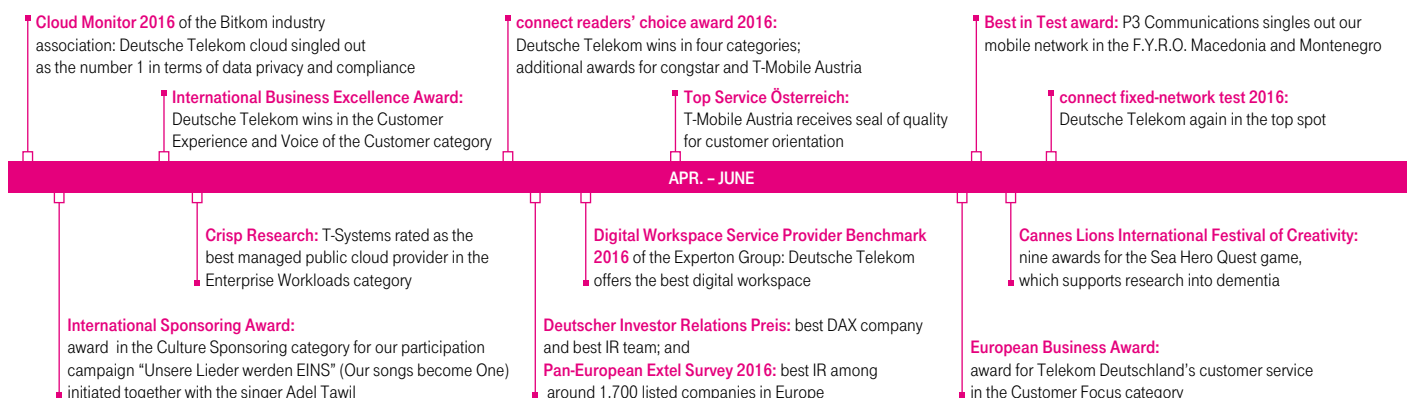 Cloud Monitor 2016 of the Bitkom industry
association: Deutsche Telekom cloud singled out
as the number 1 in terms of data privacy and compliance
International Business Excellence Award:
Deutsche Telekom wins in the Customer
Experience and Voice of the Customer category
connect readers’ choice award 2016:
Deutsche Telekom wins in four categories;
additional awards for congstar and T-Mobile Austria
Top Service Österreich:
T-Mobile Austria receives seal of quality
for customer orientation
Best in Test award: P3 Communications singles out our
mobile network in the F.Y.R.O. Macedonia and Montenegro
connect fixed-network test 2016:
Deutsche Telekom again in the top spot
APR. – JUNE
Crisp Research: T-Systems rated as the
best managed public cloud provider in the
Enterprise Workloads category
International Sponsoring Award:
award in the Culture Sponsoring category for our participation
campaign “Unsere Lieder werden EINS” (Our songs become One)
initiated together with the singer Adel Tawil
Digital Workspace Service Provider Benchmark
2016 of the Experton Group: Deutsche Telekom
offers the best digital workspace
Deutscher Investor Relations Preis: best DAX company
and best IR team; and
Pan-European Extel Survey 2016: best IR among
around 1,700 listed companies in Europe
Cannes Lions International Festival of Creativity:
nine awards for the Sea Hero Quest game,
which supports research into dementia
European Business Award:
award for Telekom Deutschland’s customer service
in the Customer Focus category